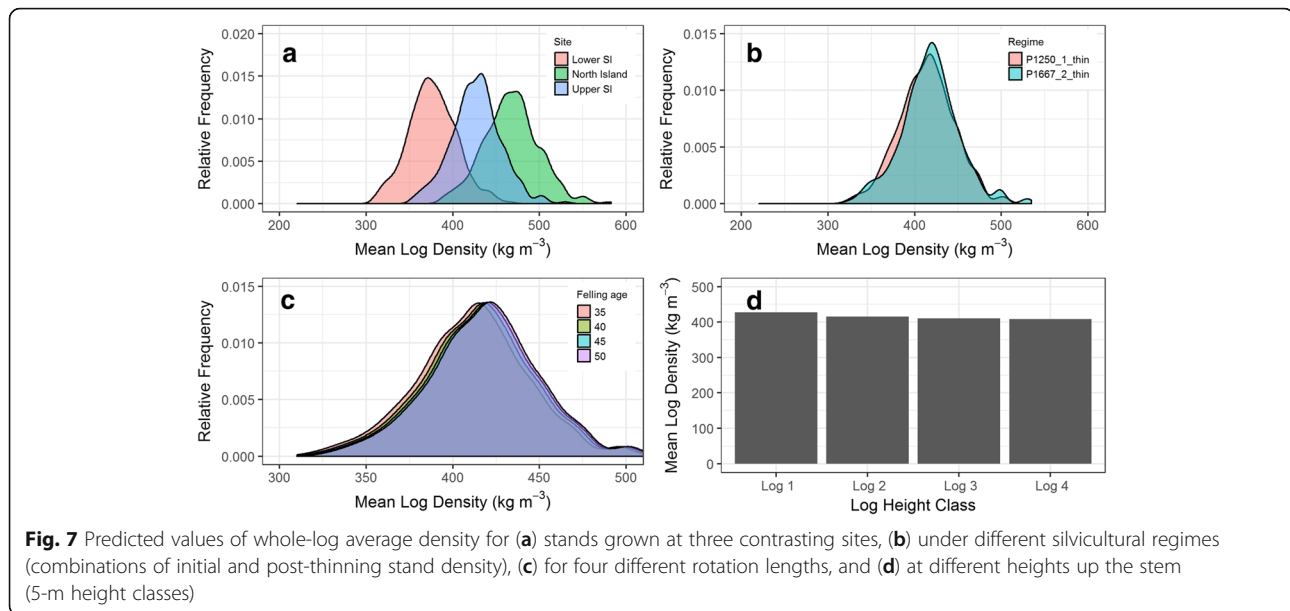 a
Relative Frequency
0.020
0.015
0.010
0.005
0.000
Site
Lower SI
North Island
Upper SI
200 300 400 500 600
Mean Log Density (kg m⁻³)
b
Relative Frequency
0.020
0.015
0.010
0.005
0.000
Regime
P1250_1_thin
P1667_2_thin
200 300 400 500 600
Mean Log Density (kg m⁻³)
c
Relative Frequency
0.015
0.010
0.005
0.000
Felling age
35
40
45
50
300 350 400 450 500
Mean Log Density (kg m⁻³)
d
Mean Log Density (kg m⁻³)
500
400
300
200
100
0
Log 1 Log 2 Log 3 Log 4
Log Height Class
Fig. 7 Predicted values of whole-log average density for (a) stands grown at three contrasting sites, (b) under different silvicultural regimes
(combinations of initial and post-thinning stand density), (c) for four different rotation lengths, and (d) at different heights up the stem
(5-m height classes)